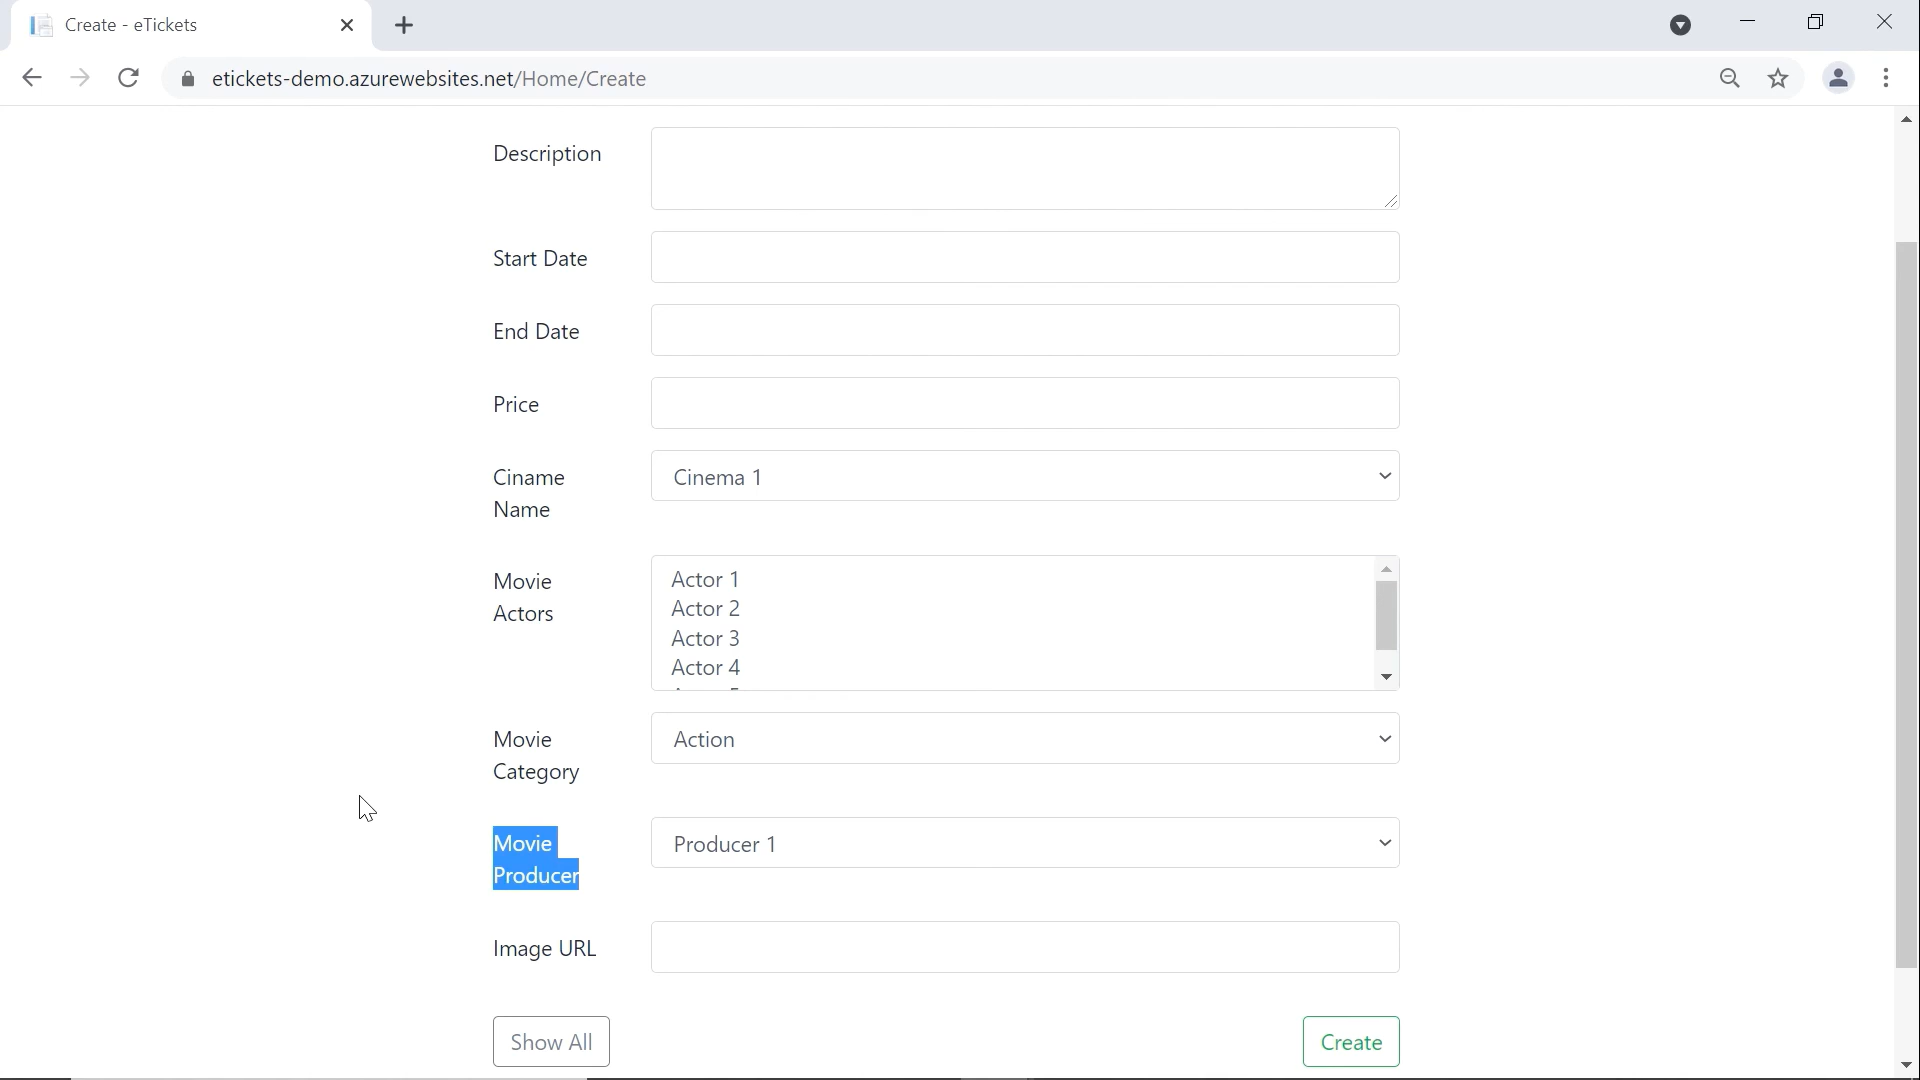 Create - eTickets
etickets-demo.azurewebsites.net/Home/Create
Description
Start Date
End Date
Price
Ciname
Name
Cinema 1
Movie
Actors
Actor 1
Actor 2
Actor 3
Actor 4
Movie
Category
Action
Movie
Producer
Producer 1
Image URL
Show All
Create